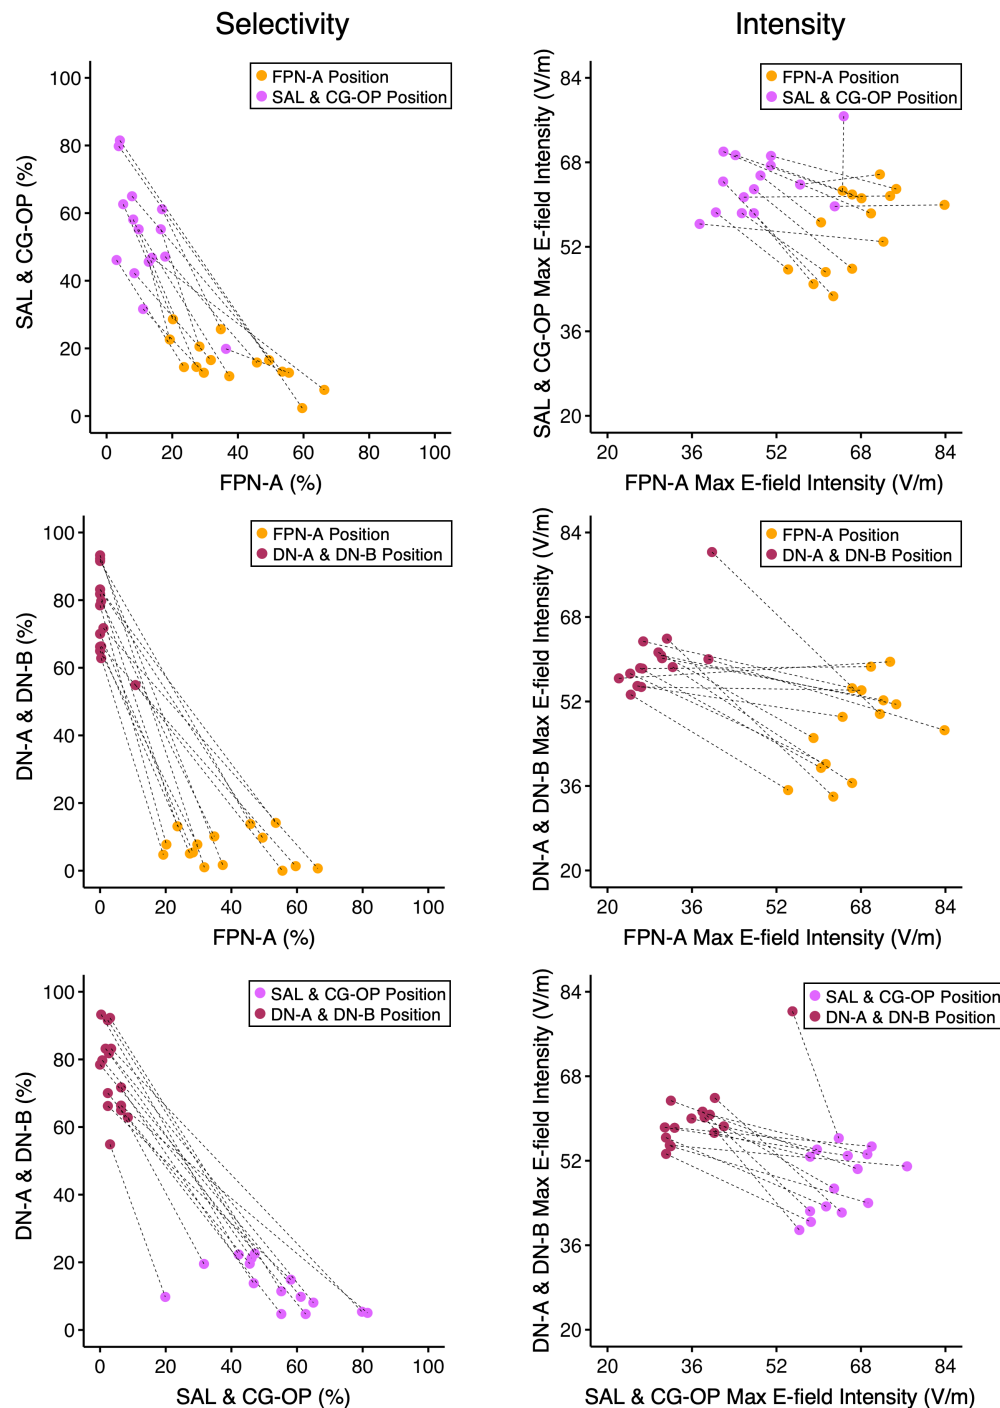 Selectivity
Intensity
FPN-A Position
SAL & CG-OP Position
100
80
60
40
20
0
SAL & CG-OP (%)
0 20 40 60 80 100
FPN-A (%)
FPN-A Position
SAL & CG-OP Position
84
68
52
36
20
SAL & CG-OP Max E-field Intensity (V/m)
20 36 52 68 84
FPN-A Max E-field Intensity (V/m)
FPN-A Position
DN-A & DN-B Position
100
80
60
40
20
0
DN-A & DN-B (%)
0 20 40 60 80 100
FPN-A (%)
FPN-A Position
DN-A & DN-B Position
84
68
52
36
20
DN-A & DN-B Max E-field Intensity (V/m)
20 36 52 68 84
FPN-A Max E-field Intensity (V/m)
SAL & CG-OP Position
DN-A & DN-B Position
100
80
60
40
20
0
DN-A & DN-B (%)
0 20 40 60 80 100
SAL & CG-OP (%)
SAL & CG-OP Position
DN-A & DN-B Position
84
68
52
36
20
DN-A & DN-B Max E-field Intensity (V/m)
20 36 52 68 84
SAL & CG-OP Max E-field Intensity (V/m)